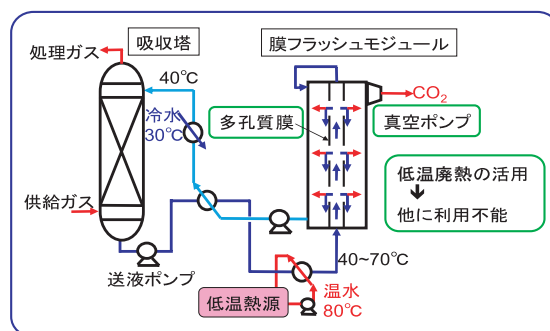 処理ガス
吸収塔
膜フラッシュモジュール
40℃
CO2
冷水
30℃
多孔質膜
真空ポンプ
低温廃熱の活用
他に利用不能
供給ガス
送液ポンプ
40~70℃
低温熱源
温水
80℃